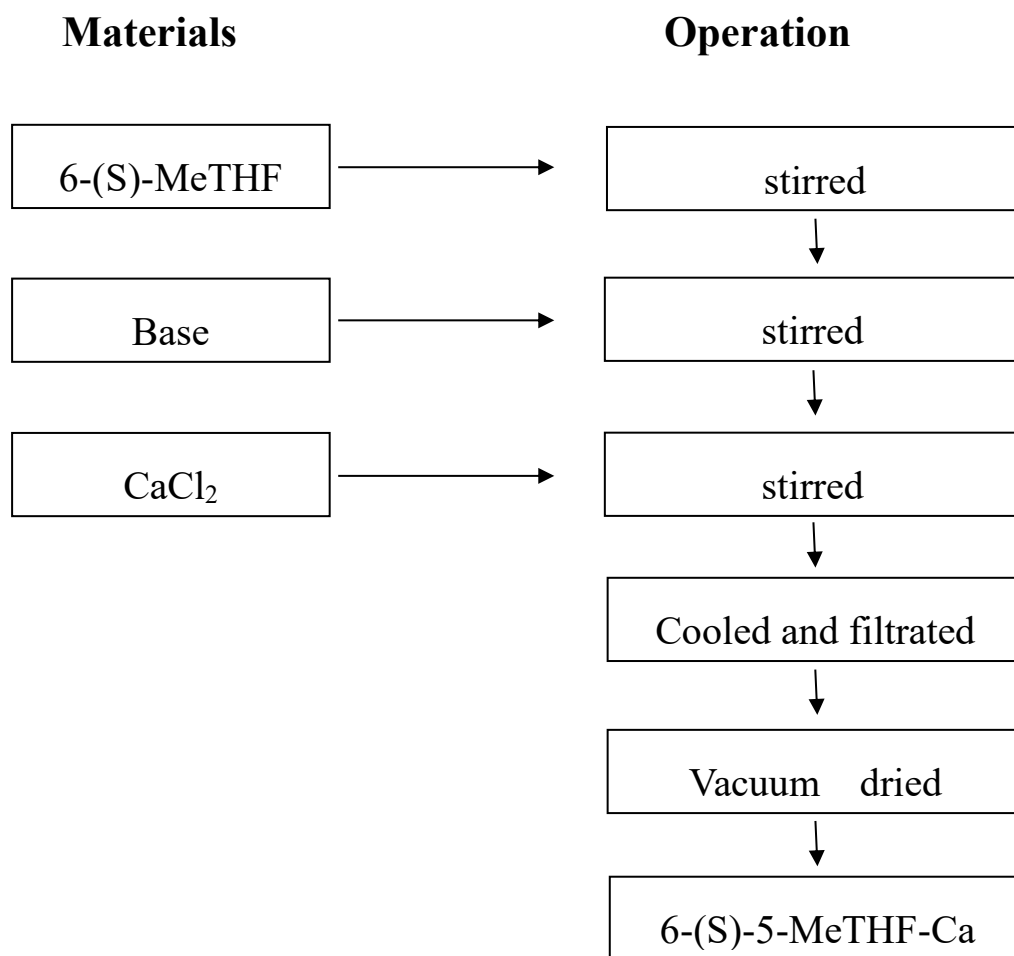 Materials Operation
6-(S)-MeTHF stirred
Base stirred
CaCl₂ stirred
Cooled and filtrated
Vacuum dried
6-(S)-5-MeTHF-Ca